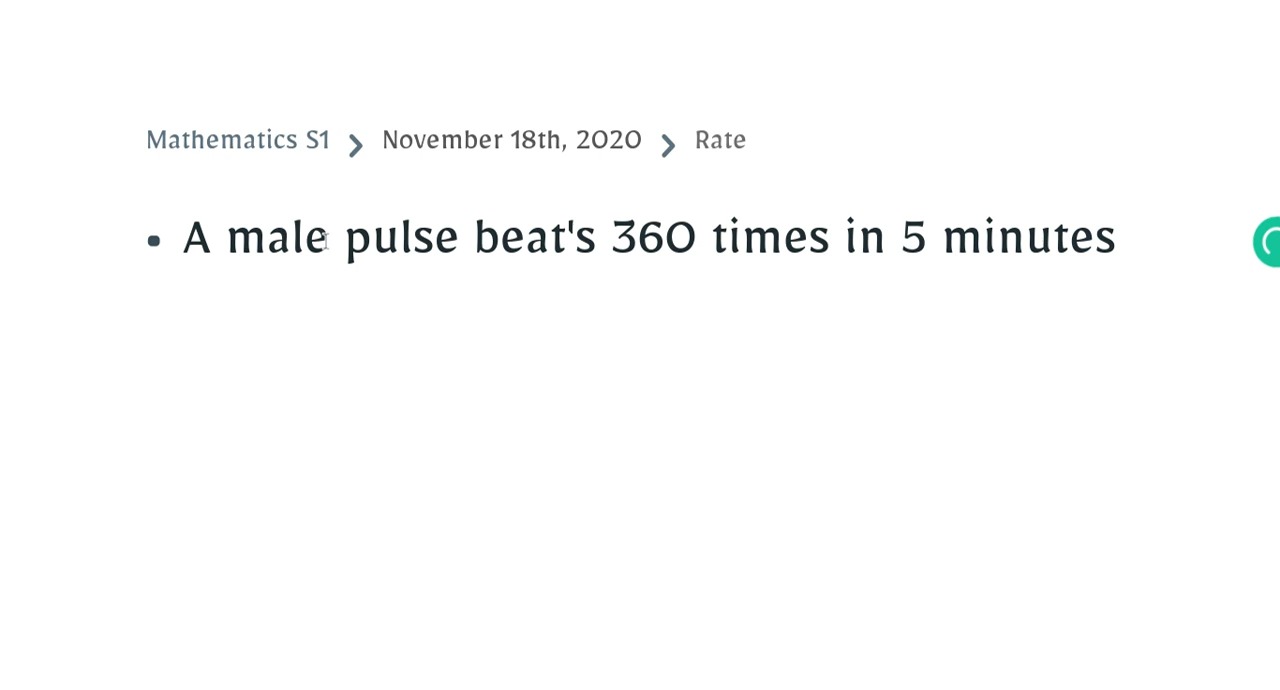 Mathematics S1 > November 18th, 2020 > Rate
• A male pulse beat's 360 times in 5 minutes